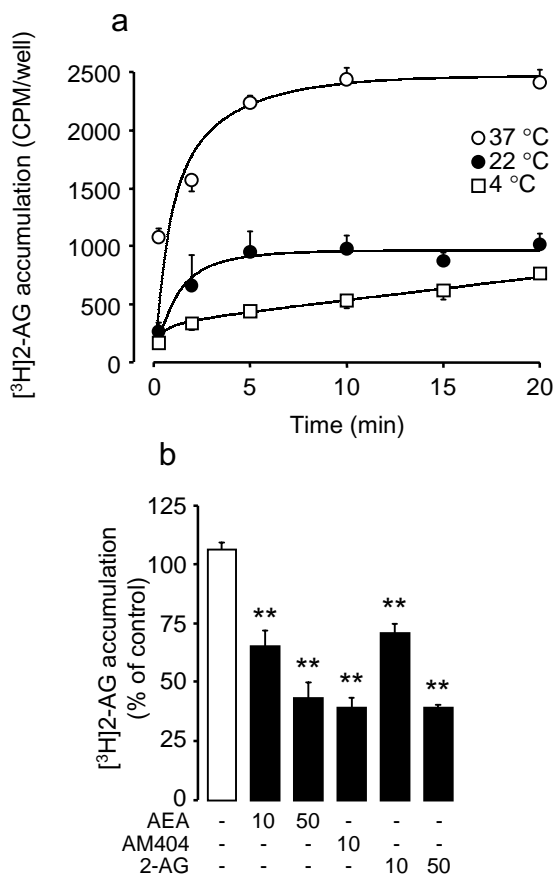 a
[³H]2-AG accumulation (CPM/well)
2500
2000
1500
1000
500
0
37 °C
22 °C
4 °C
0 5 10 15 20
Time (min)
b
[³H]2-AG accumulation
(% of control)
125
100
75
50
25
0
** ** ** ** **
AEA - 10 50 - - -
AM404 - - - 10 - -
2-AG - - - - 10 50